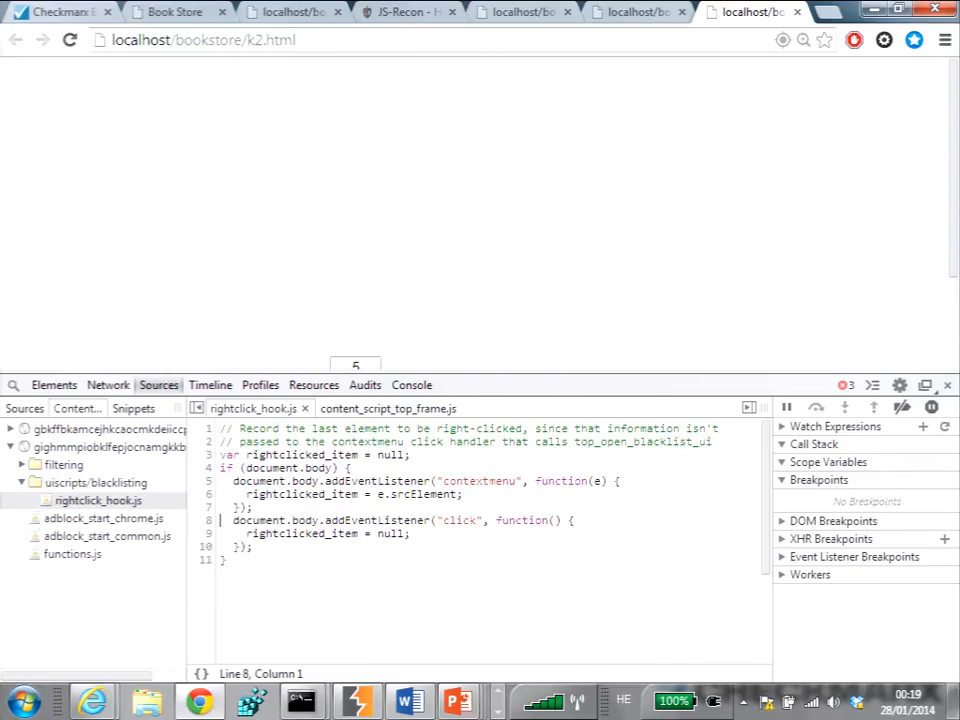 Checkmarx
Book Store
localhost/bo
JS-Recon - H
localhost/bo
localhost/bo
localhost/bo
localhost/bookstore/k2.html
5
Elements Network Sources Timeline Profiles Resources Audits Console
3
Sources Content... Snippets
rightclick_hook.js
content_script_top_frame.js
gbkffbkamcejhkcaocmkdeiiccp
gighmmpiobklfepjocnamgkkb
filtering
uiscripts/blacklisting
rightclick_hook.js
adblock_start_chrome.js
adblock_start_common.js
functions.js
1 // Record the last element to be right-clicked, since that information isn't
2 // passed to the contextmenu click handler that calls top_open_blacklist_ui
3 var rightclicked_item = null;
4 if (document.body) {
5 document.body.addEventListener("contextmenu", function(e) {
6 rightclicked_item = e.srcElement;
7 });
8 document.body.addEventListener("click", function() {
9 rightclicked_item = null;
10 });
11 }
{} Line 8, Column 1
Watch Expressions
Call Stack
Scope Variables
Breakpoints
No Breakpoints
DOM Breakpoints
XHR Breakpoints
Event Listener Breakpoints
Workers
HE
100%
00:19
28/01/2014